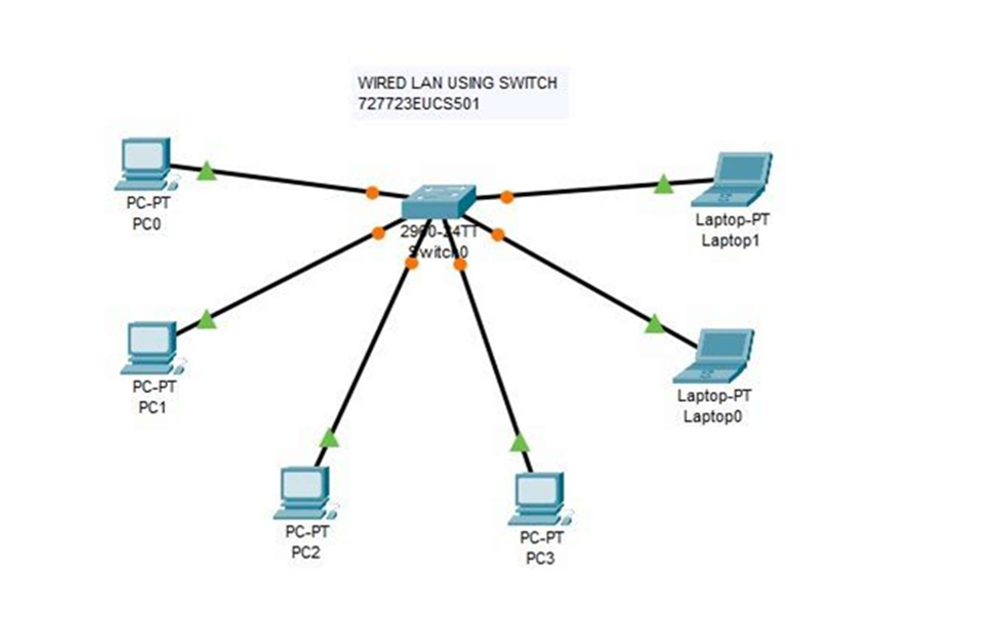 WIRED LAN USING SWITCH
727723EUCS501
PC-PT
PC0
Laptop-PT
Laptop1
Switch0
PC-PT
PC1
Laptop-PT
Laptop0
PC-PT
PC2
PC-PT
PC3